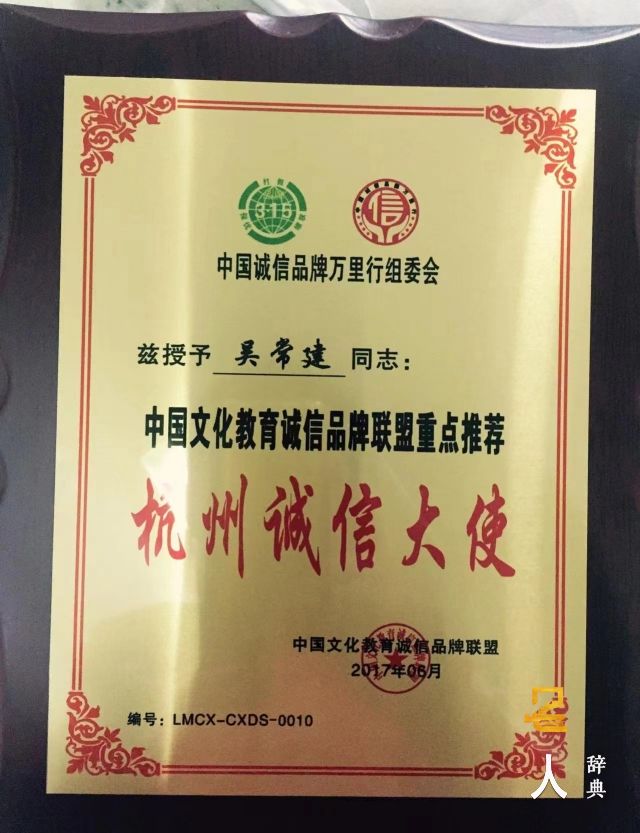 3·15
信
中国诚信品牌万里行组委会
兹授予 吴常建 同志：
中国文化教育诚信品牌联盟重点推荐
杭州诚信大使
中国文化教育诚信品牌联盟
2017年06月
编号：LMCX-CXDS-0010
名人
辞典